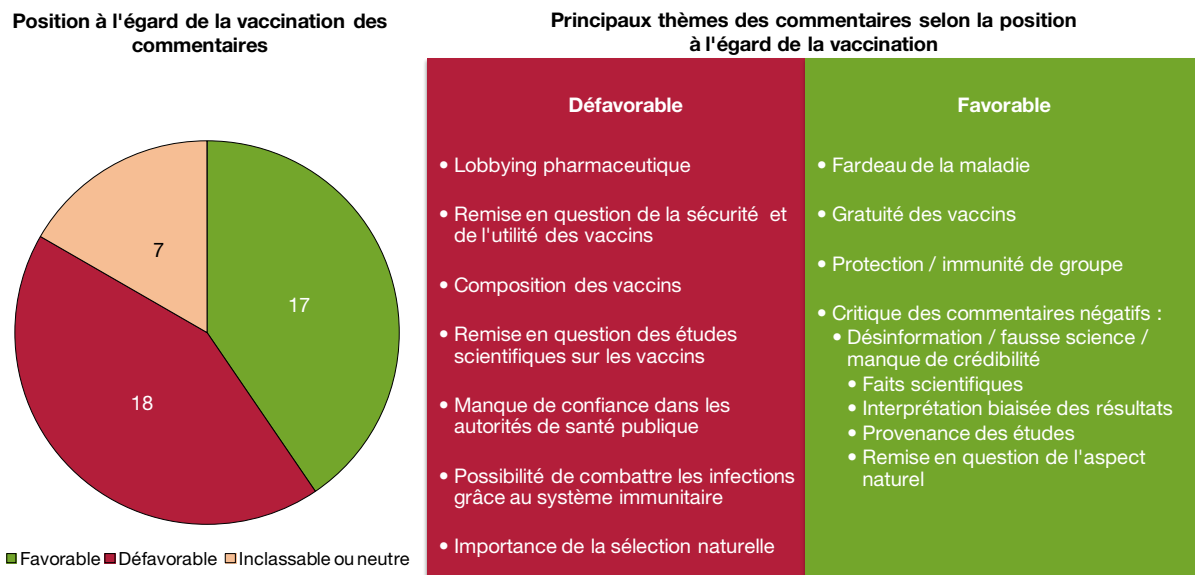 Position à l'égard de la vaccination des
commentaires
7
17
18
Favorable Défavorable Inclassable ou neutre
Principaux thèmes des commentaires selon la position
à l'égard de la vaccination
Défavorable
• Lobbying pharmaceutique
• Remise en question de la sécurité et
de l'utilité des vaccins
• Composition des vaccins
• Remise en question des études
scientifiques sur les vaccins
• Manque de confiance dans les
autorités de santé publique
• Possibilité de combattre les infections
grâce au système immunitaire
• Importance de la sélection naturelle
Favorable
• Fardeau de la maladie
• Gratuité des vaccins
• Protection / immunité de groupe
• Critique des commentaires négatifs :
• Désinformation / fausse science /
manque de crédibilité
• Faits scientifiques
• Interprétation biaisée des résultats
• Provenance des études
• Remise en question de l'aspect
naturel